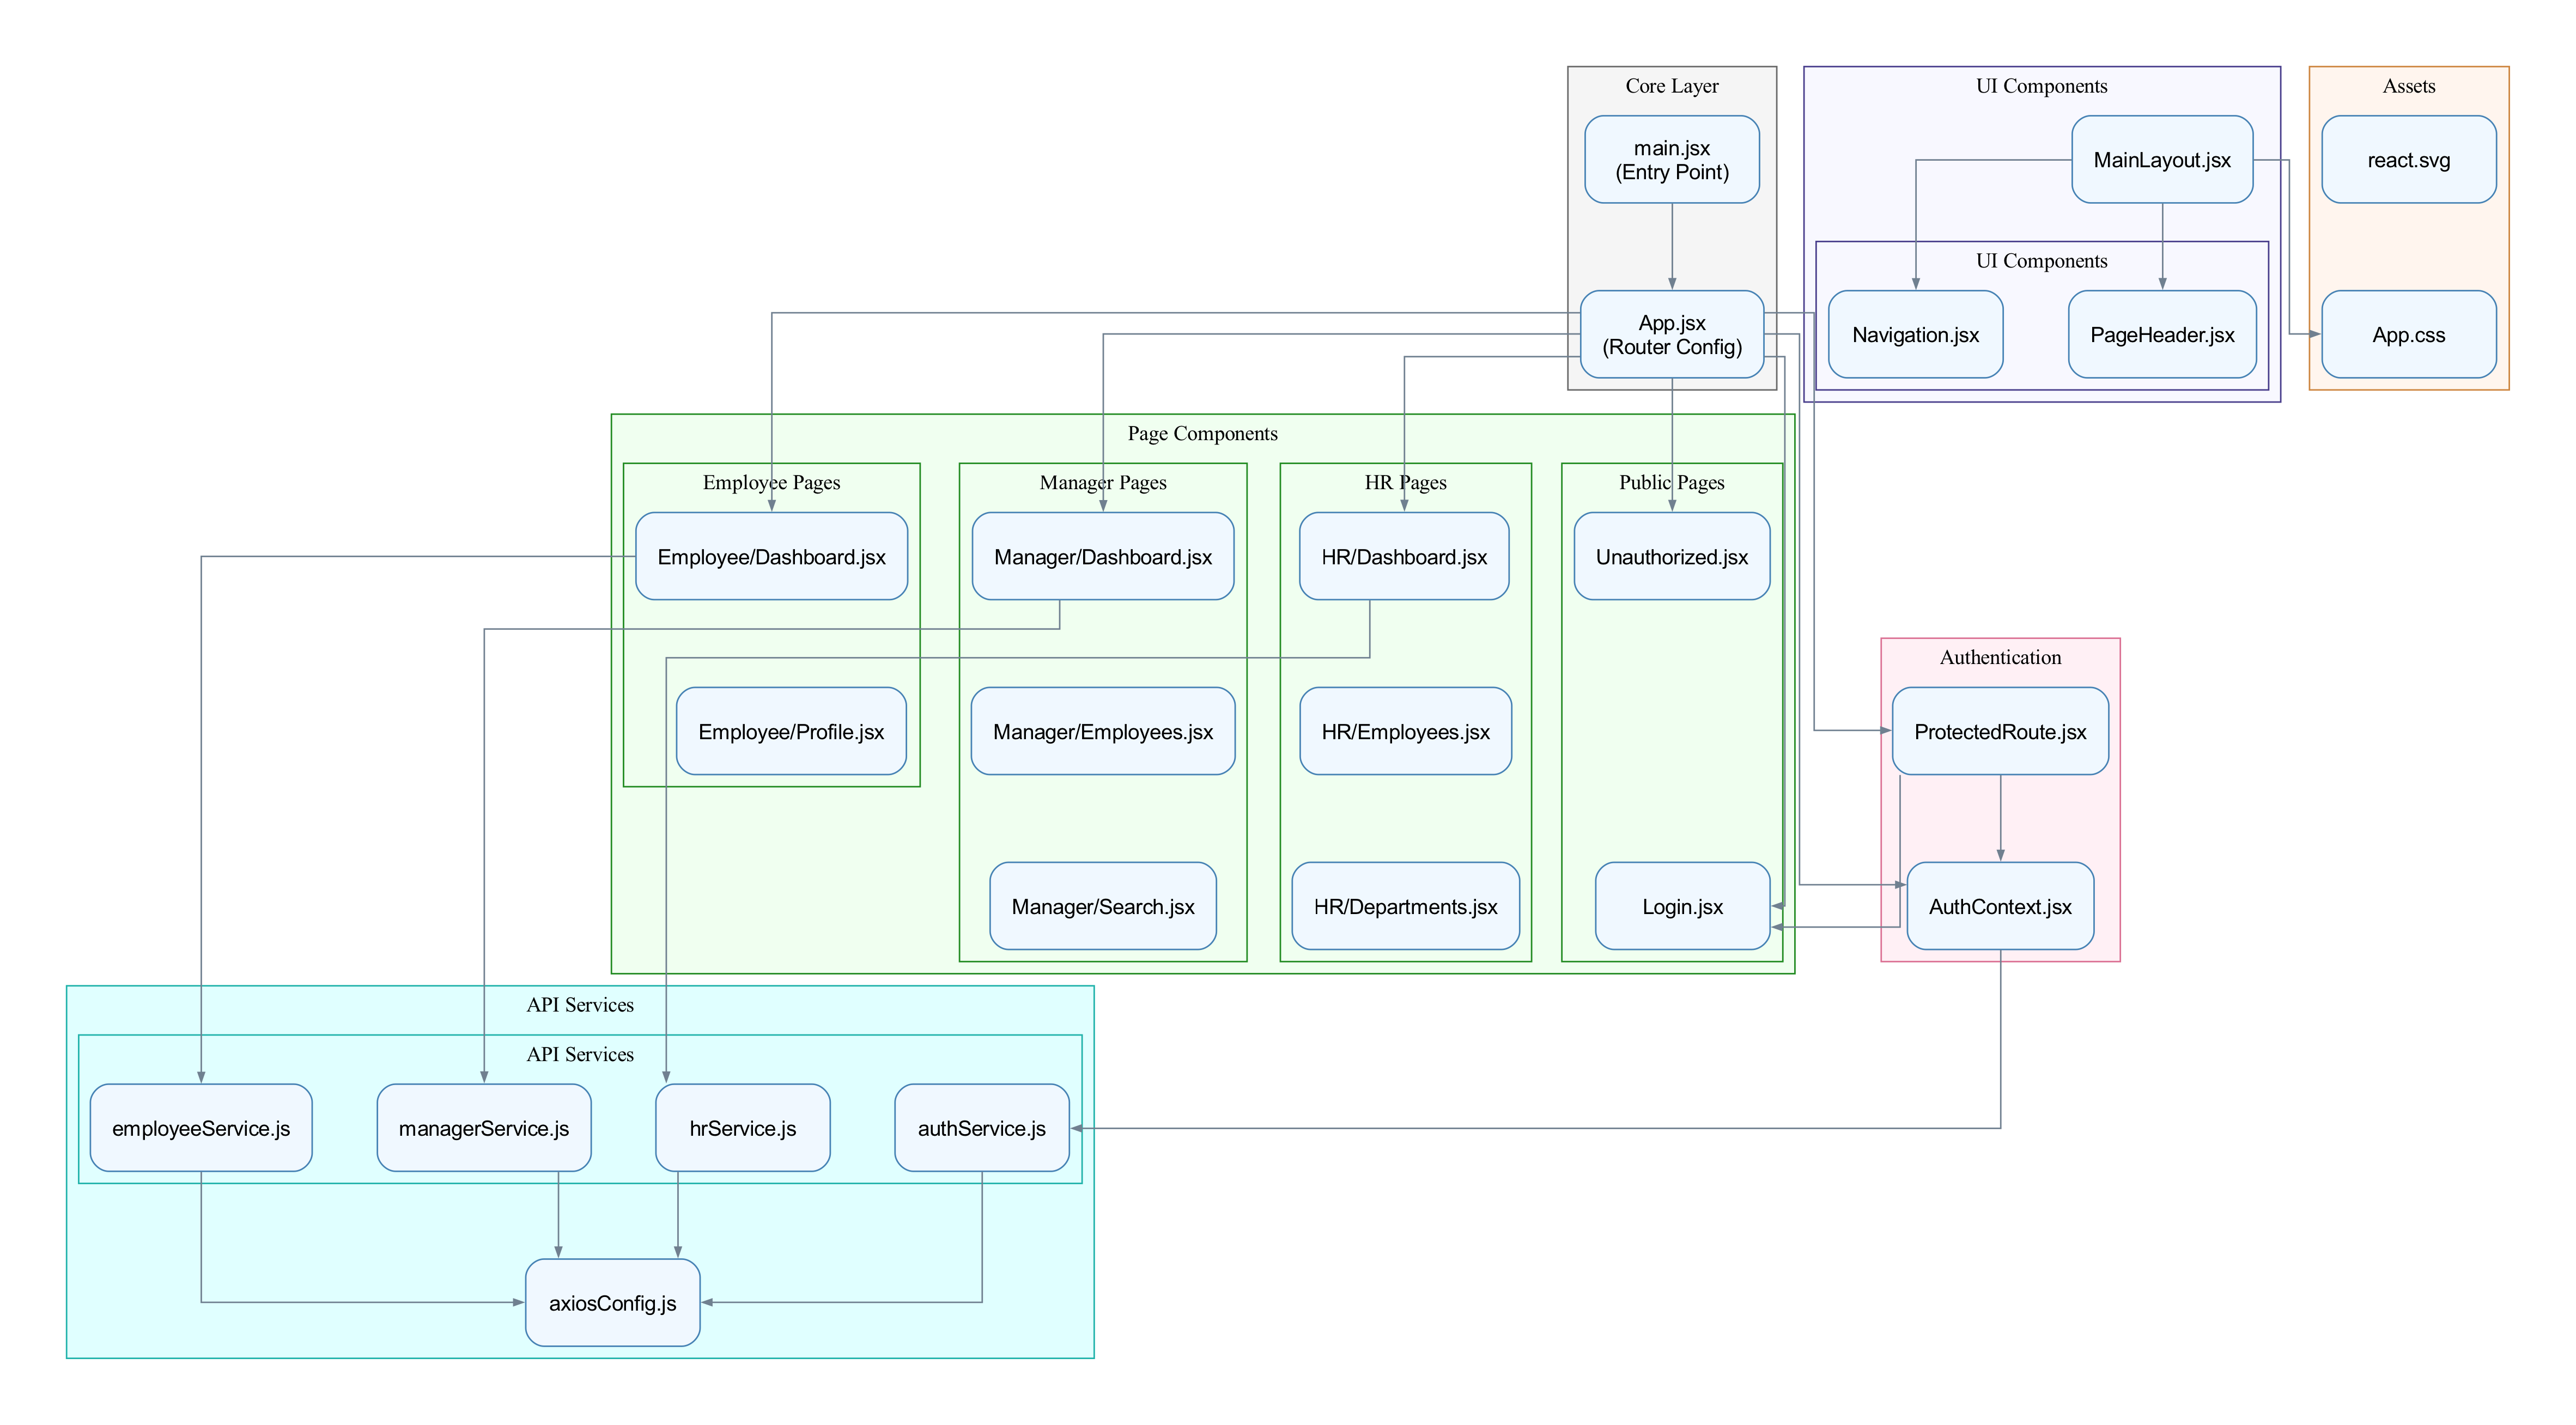 Core Layer
UI Components
Assets
main.jsx
(Entry Point)
MainLayout.jsx
react.svg
UI Components
App.jsx
(Router Config)
Navigation.jsx
PageHeader.jsx
App.css
Page Components
Employee Pages
Manager Pages
HR Pages
Public Pages
Employee/Dashboard.jsx
Manager/Dashboard.jsx
HR/Dashboard.jsx
Unauthorized.jsx
Authentication
Employee/Profile.jsx
Manager/Employees.jsx
HR/Employees.jsx
ProtectedRoute.jsx
Manager/Search.jsx
HR/Departments.jsx
Login.jsx
AuthContext.jsx
API Services
API Services
employeeService.js
managerService.js
hrService.js
authService.js
axiosConfig.js